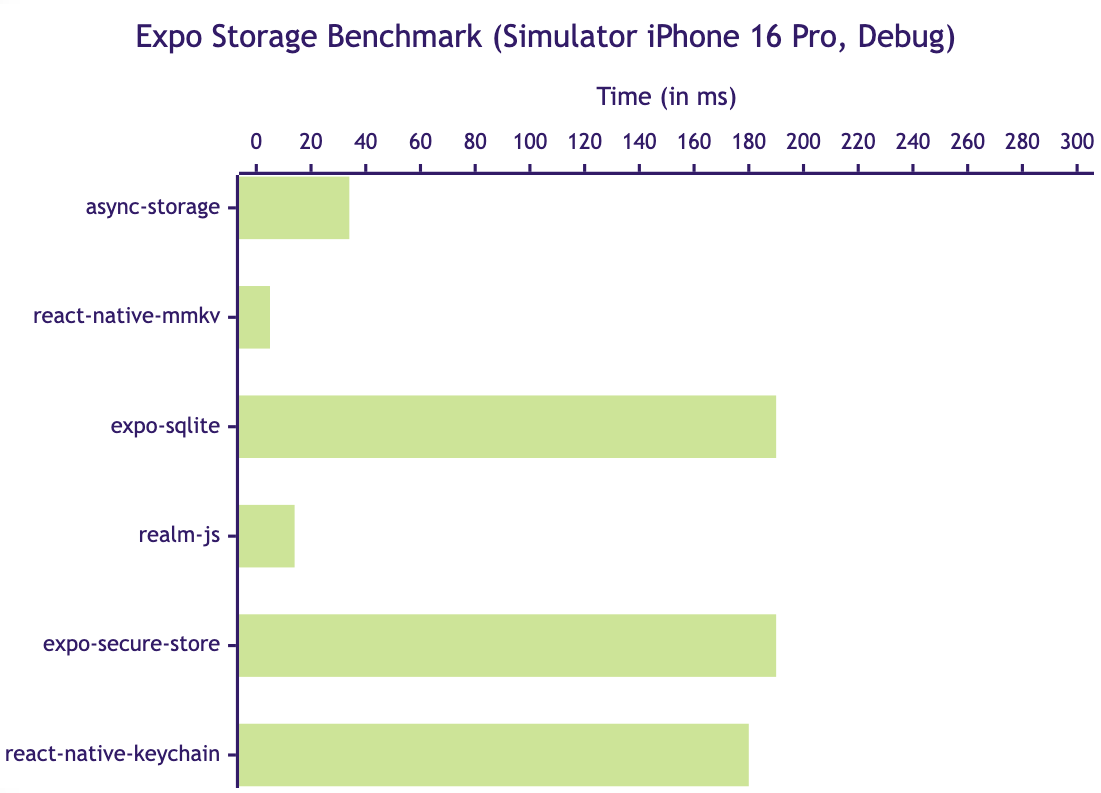 Expo Storage Benchmark (Simulator iPhone 16 Pro, Debug)
Time (in ms)
0 20 40 60 80 100 120 140 160 180 200 220 240 260 280 300
async-storage
react-native-mmkv
expo-sqlite
realm-js
expo-secure-store
react-native-keychain